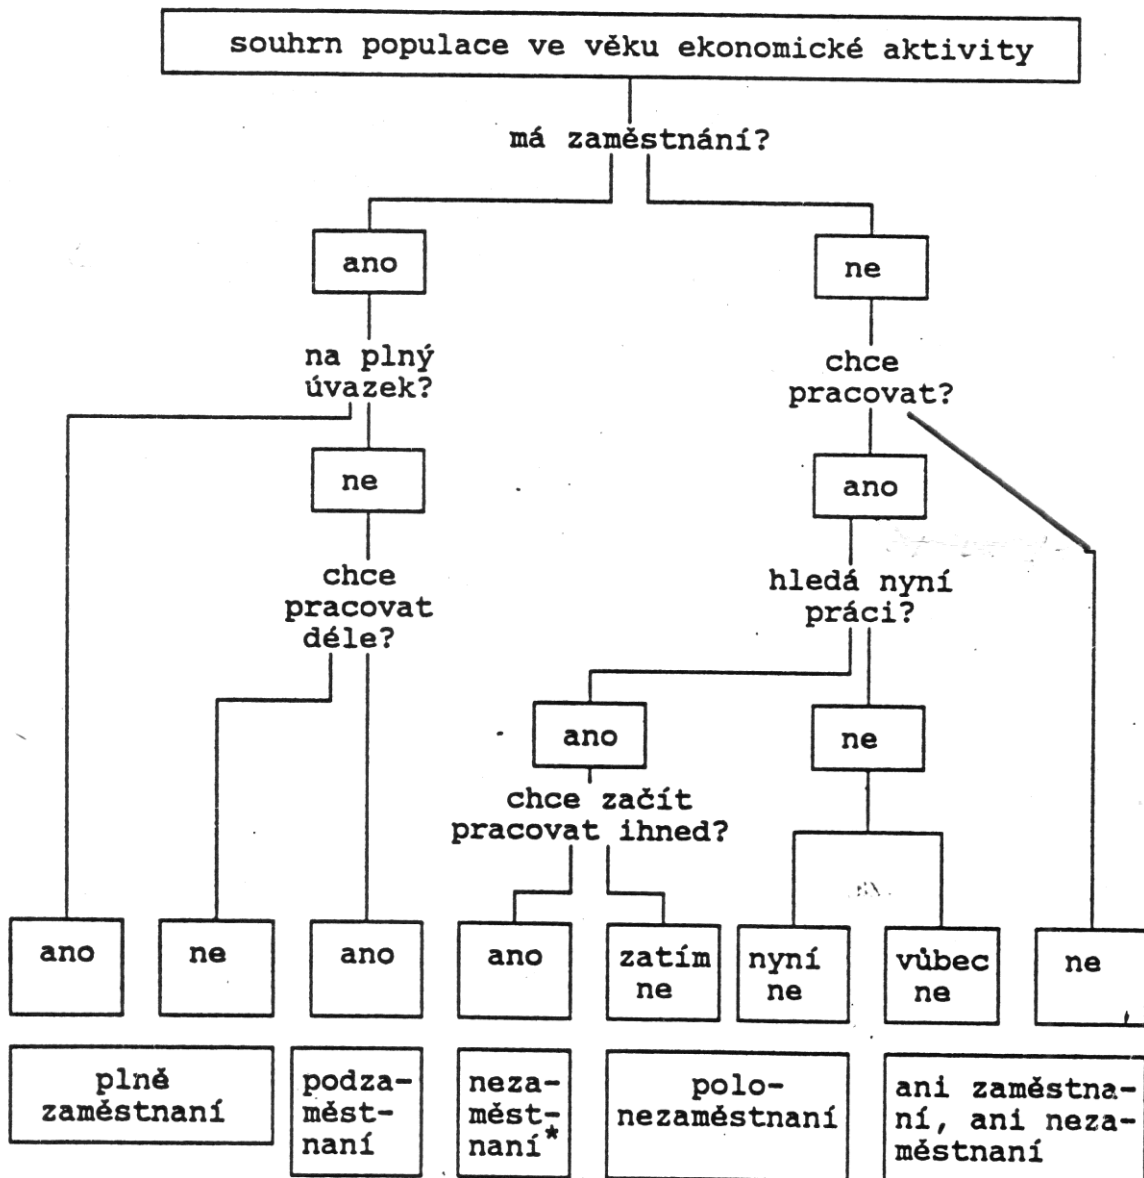 souhrn populace ve věku ekonomické aktivity
má zaměstnání?
ano
ne
na plný
úvazek?
chce
pracovat?
ne
ano
chce
pracovat
déle?
hledá nyní
práci?
ano
ne
chce začít
pracovat ihned?
ano
ne
ano
ano
zatím
ne
nyní
ne
vůbec
ne
ne
plně
zaměstnaní
podza-
měst-
naní
neza-
měst-
naní*
polo-
nezaměstnaní
ani zaměstna-
ní, ani neza-
městnaní